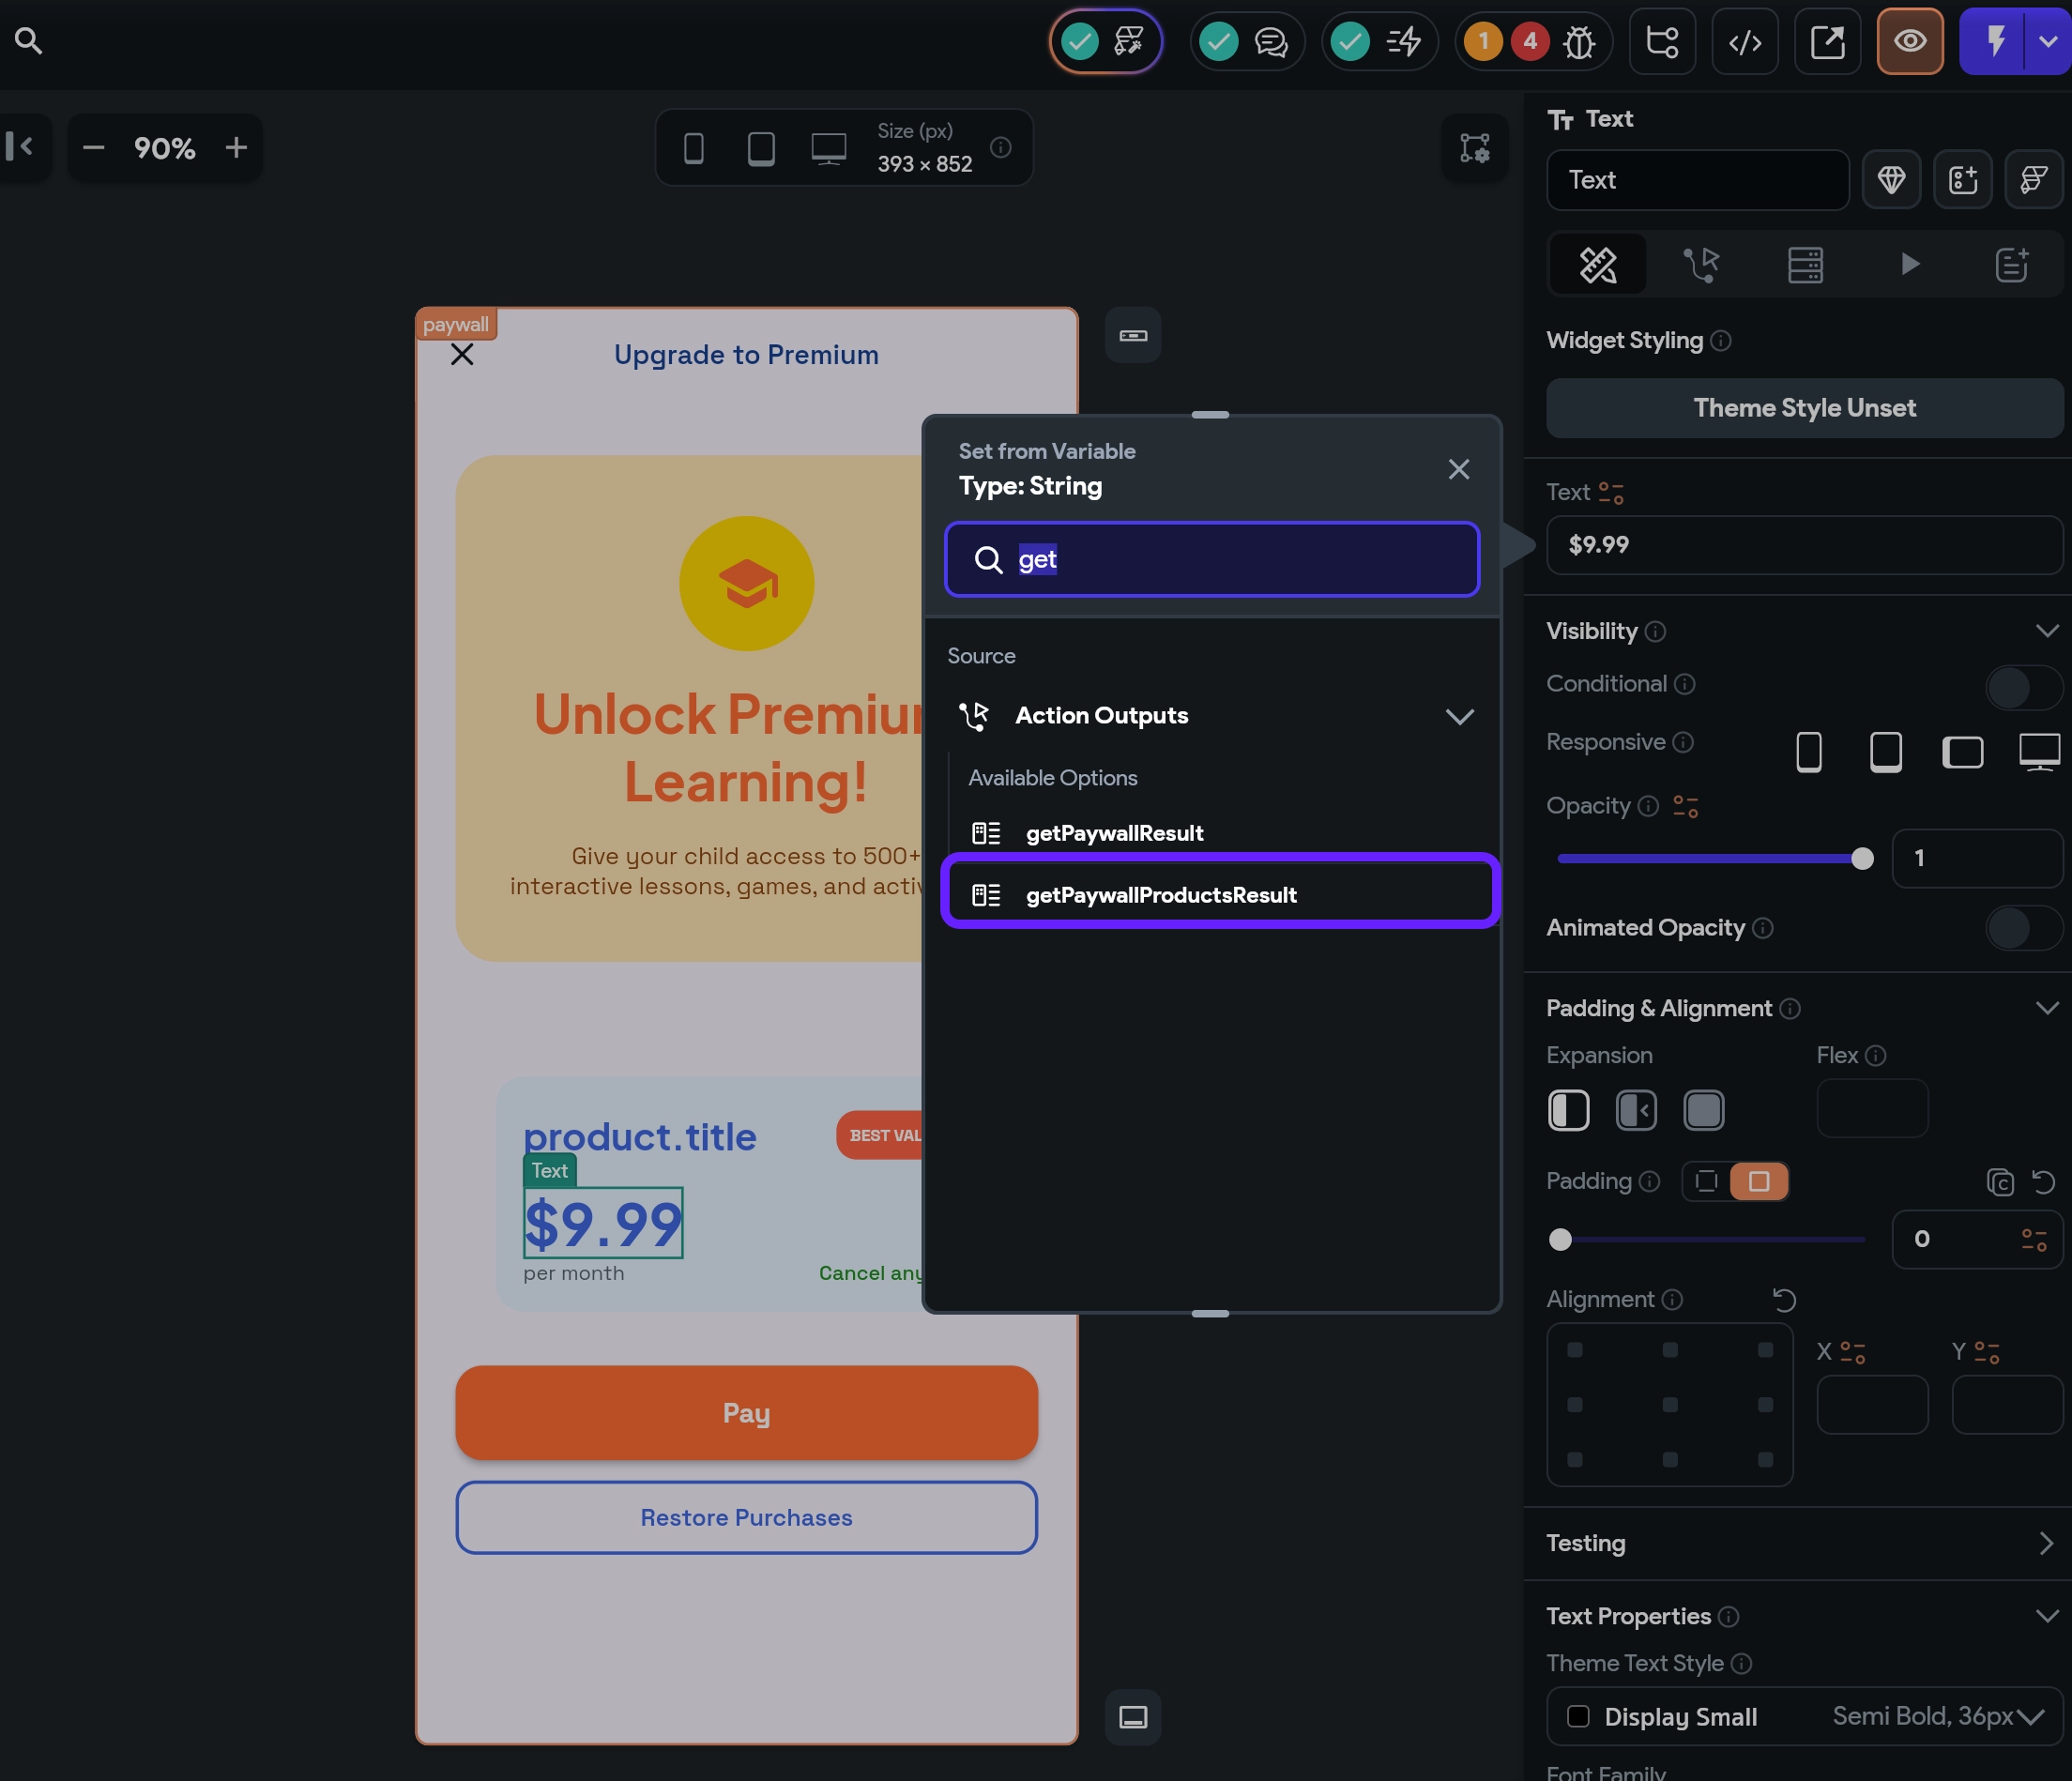 1 4
90%
Size (px)
393 × 852
Text
Text
Widget Styling
Theme Style Unset
Text
$9.99
Visibility
Conditional
Responsive
Opacity
1
Animated Opacity
Padding & Alignment
Expansion Flex
Padding
0
Alignment
X Y
Testing
Text Properties
Theme Text Style
Display Small Semi Bold, 36px
Font Family
paywall
Upgrade to Premium
Unlock Premiu
Learning!
Give your child access to 500+
interactive lessons, games, and activ
product.title
BEST VAL
Text
$9.99
per month
Cancel any
Pay
Restore Purchases
Set from Variable
Type: String
get
Source
Action Outputs
Available Options
getPaywallResult
getPaywallProductsResult